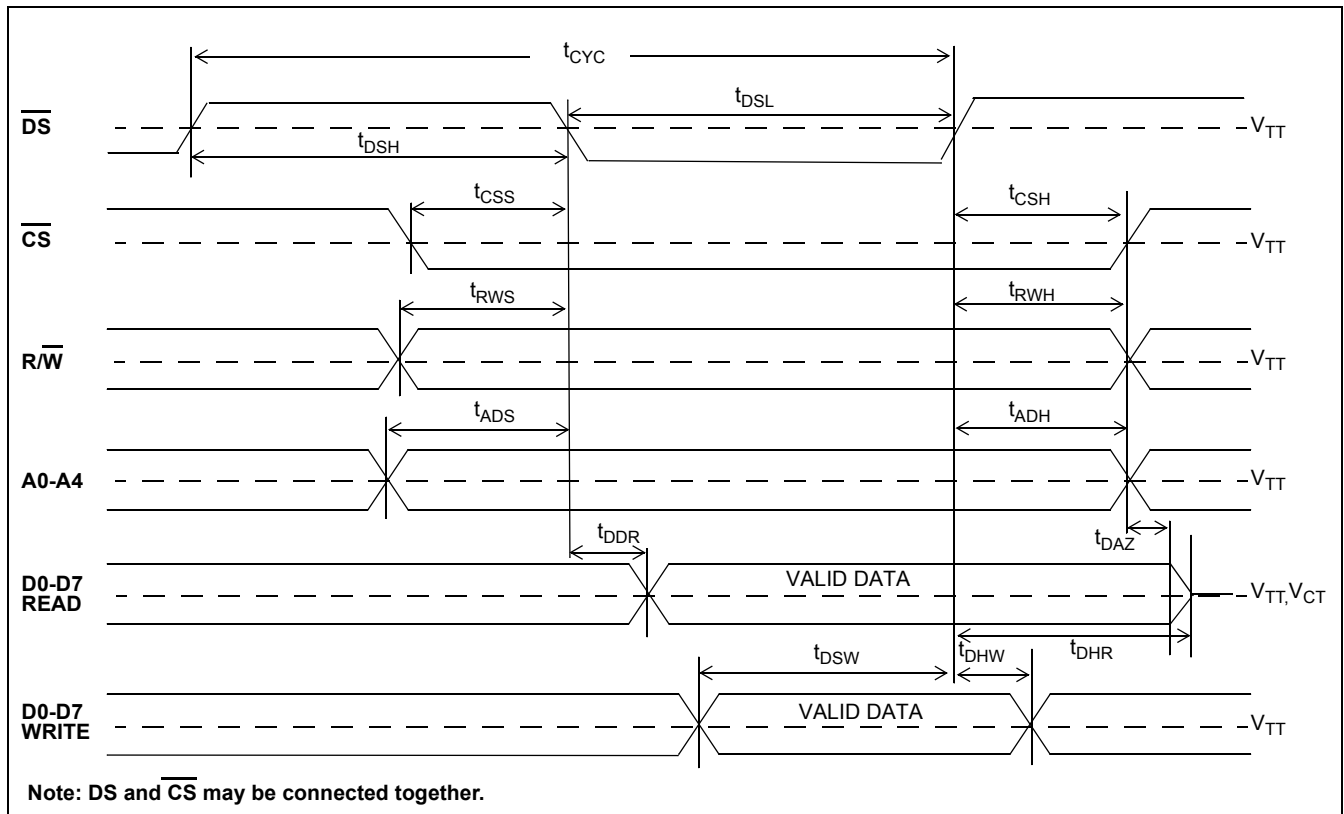 tCYC
DS
tDSL
VTT
tDSH
tCSS
tCSH
CS
VTT
tRWS
tRWH
R/W
VTT
tADS
tADH
A0-A4
VTT
tDDR
tDAZ
D0-D7
READ
VALID DATA
VTT,VCT
tDSW
tDHW
tDHR
D0-D7
WRITE
VALID DATA
VTT
Note: DS and CS may be connected together.